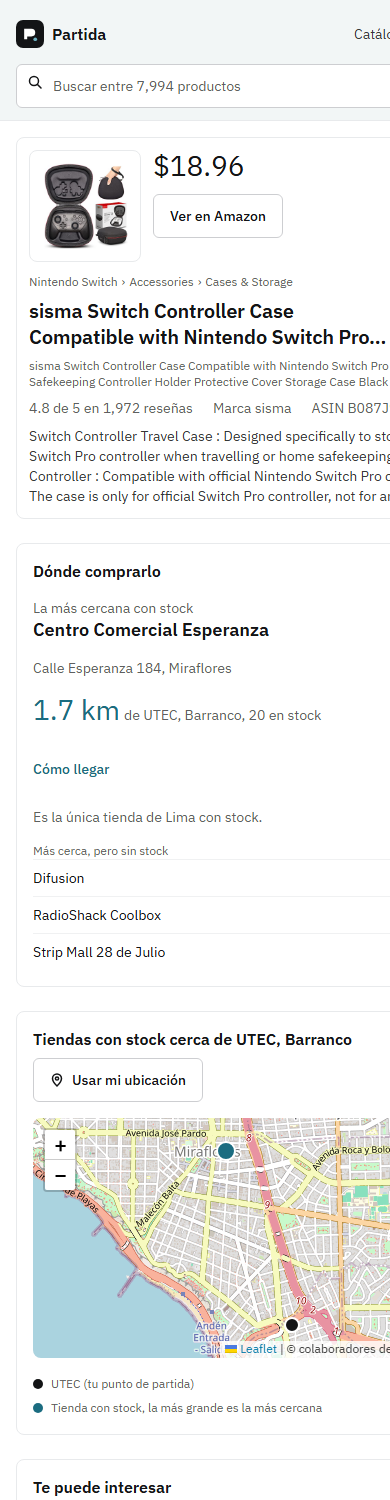 Partida
Catálo
Buscar entre 7,994 productos
$18.96
Ver en Amazon
Nintendo Switch › Accessories › Cases & Storage
sisma Switch Controller Case
Compatible with Nintendo Switch Pro...
sisma Switch Controller Case Compatible with Nintendo Switch Pro
Safekeeping Controller Holder Protective Cover Storage Case Black
4.8 de 5 en 1,972 reseñas Marca sisma ASIN B087J
Switch Controller Travel Case : Designed specifically to sto
Switch Pro controller when travelling or home safekeeping
Controller : Compatible with official Nintendo Switch Pro c
The case is only for official Switch Pro controller, not for an
Dónde comprarlo
La más cercana con stock
Centro Comercial Esperanza
Calle Esperanza 184, Miraflores
1.7 km de UTEC, Barranco, 20 en stock
Cómo llegar
Es la única tienda de Lima con stock.
Más cerca, pero sin stock
Difusion
RadioShack Coolbox
Strip Mall 28 de Julio
Tiendas con stock cerca de UTEC, Barranco
Usar mi ubicación
+
−
Avenida José Pardo
Malecón Balta
Avenida Roca y Bolo
de Playas
10
2
Andén
Entrada
Leaflet | © colaboradores de
UTEC (tu punto de partida)
Tienda con stock, la más grande es la más cercana
Te puede interesar